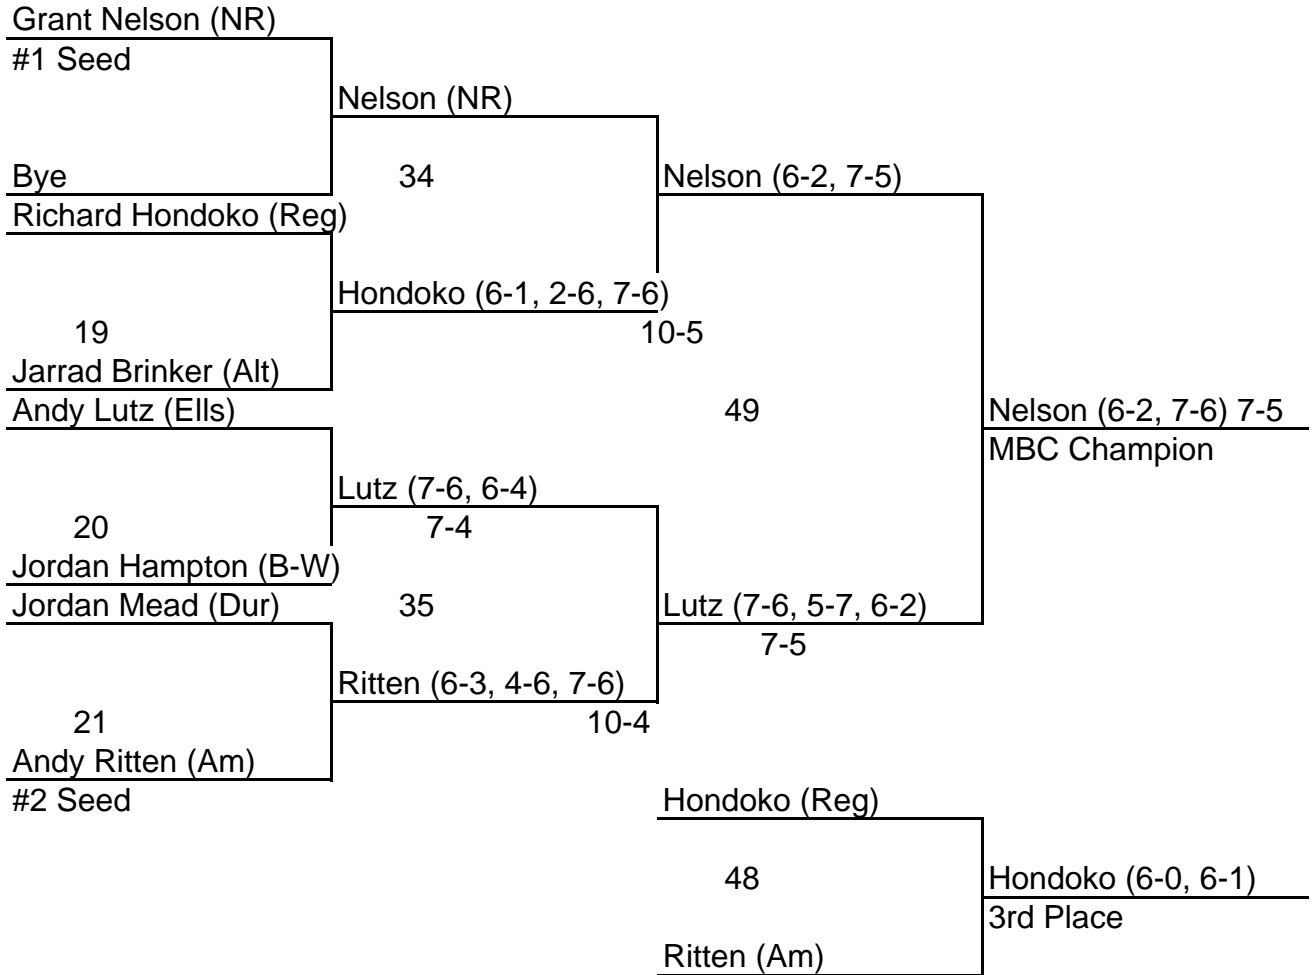 Grant Nelson (NR)
#1 Seed
Nelson (NR)
Bye
34
Nelson (6-2, 7-5)
Richard Hondoko (Reg)
Hondoko (6-1, 2-6, 7-6)
19
10-5
Jarrad Brinker (Alt)
Andy Lutz (Ells)
49
Nelson (6-2, 7-6) 7-5
MBC Champion
Lutz (7-6, 6-4)
20
7-4
Jordan Hampton (B-W)
Jordan Mead (Dur)
35
Lutz (7-6, 5-7, 6-2)
7-5
Ritten (6-3, 4-6, 7-6)
21
10-4
Andy Ritten (Am)
#2 Seed
Hondoko (Reg)
48
Hondoko (6-0, 6-1)
3rd Place
Ritten (Am)